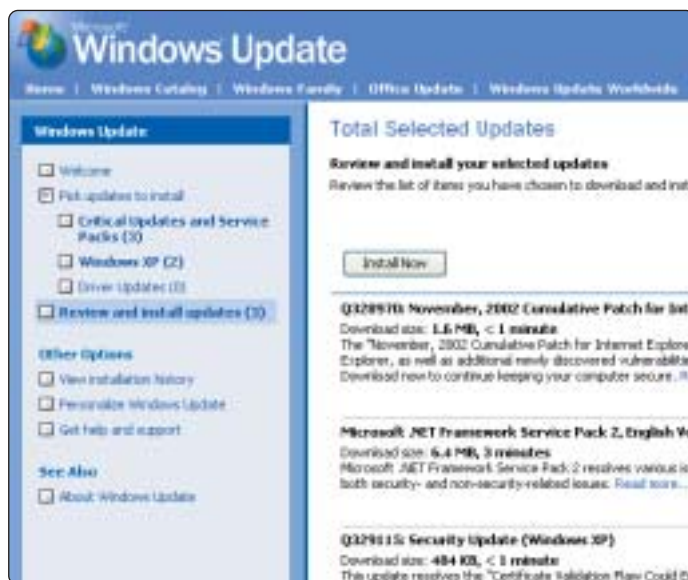 Microsoft
Windows Update
Home | Windows Catalog | Windows Family | Office Update | Windows Update Worldwide
Windows Update
Welcome
Pick updates to install
Critical Updates and Service
Packs (3)
Windows XP (2)
Driver Updates (0)
Review and install updates (3)
Other Options
View installation history
Personalize Windows Update
Get help and support
See Also
About Windows Update
Total Selected Updates
Review and install your selected updates
Review the list of items you have chosen to download and inst
Install Now
Q328970: November, 2002 Cumulative Patch for Int
Download size: 1.6 MB, < 1 minute
The "November, 2002 Cumulative Patch for Internet Explore
Explorer, as well as additional newly discovered vulnerabilitie
Download now to continue keeping your computer secure. R
Microsoft .NET Framework Service Pack 2, English Ve
Download size: 6.4 MB, 3 minutes
Microsoft .NET Framework Service Pack 2 resolves various is
both security- and non-security-related issues. Read more...
Q329115: Security Update (Windows XP)
Download size: 484 KB, < 1 minute
This update resolves the "Certificate Validation Flaw Could E